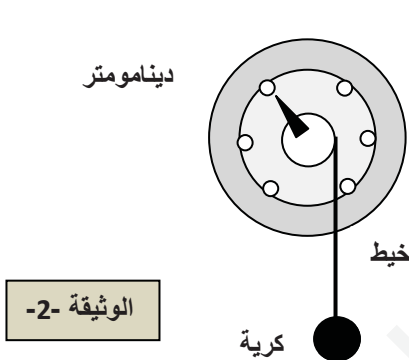 دينامومتر
خيط
الوثيقة -2-
كرية